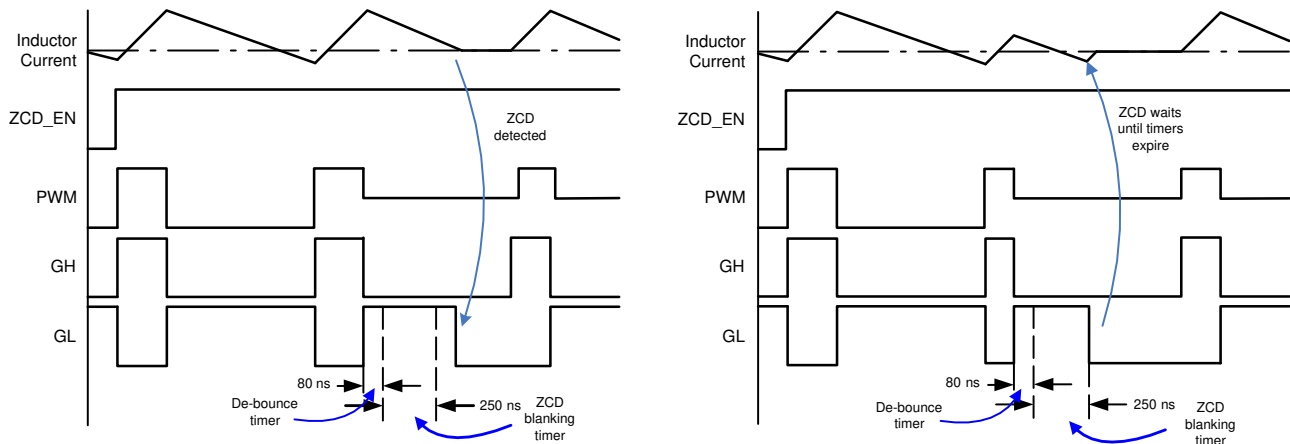 Inductor
Current
ZCD_EN
ZCD
detected
PWM
GH
GL
80 ns
De-bounce
timer
250 ns
ZCD
blanking
timer
Inductor
Current
ZCD_EN
ZCD waits
until timers
expire
PWM
GH
GL
80 ns
De-bounce
timer
250 ns
ZCD
blanking
timer